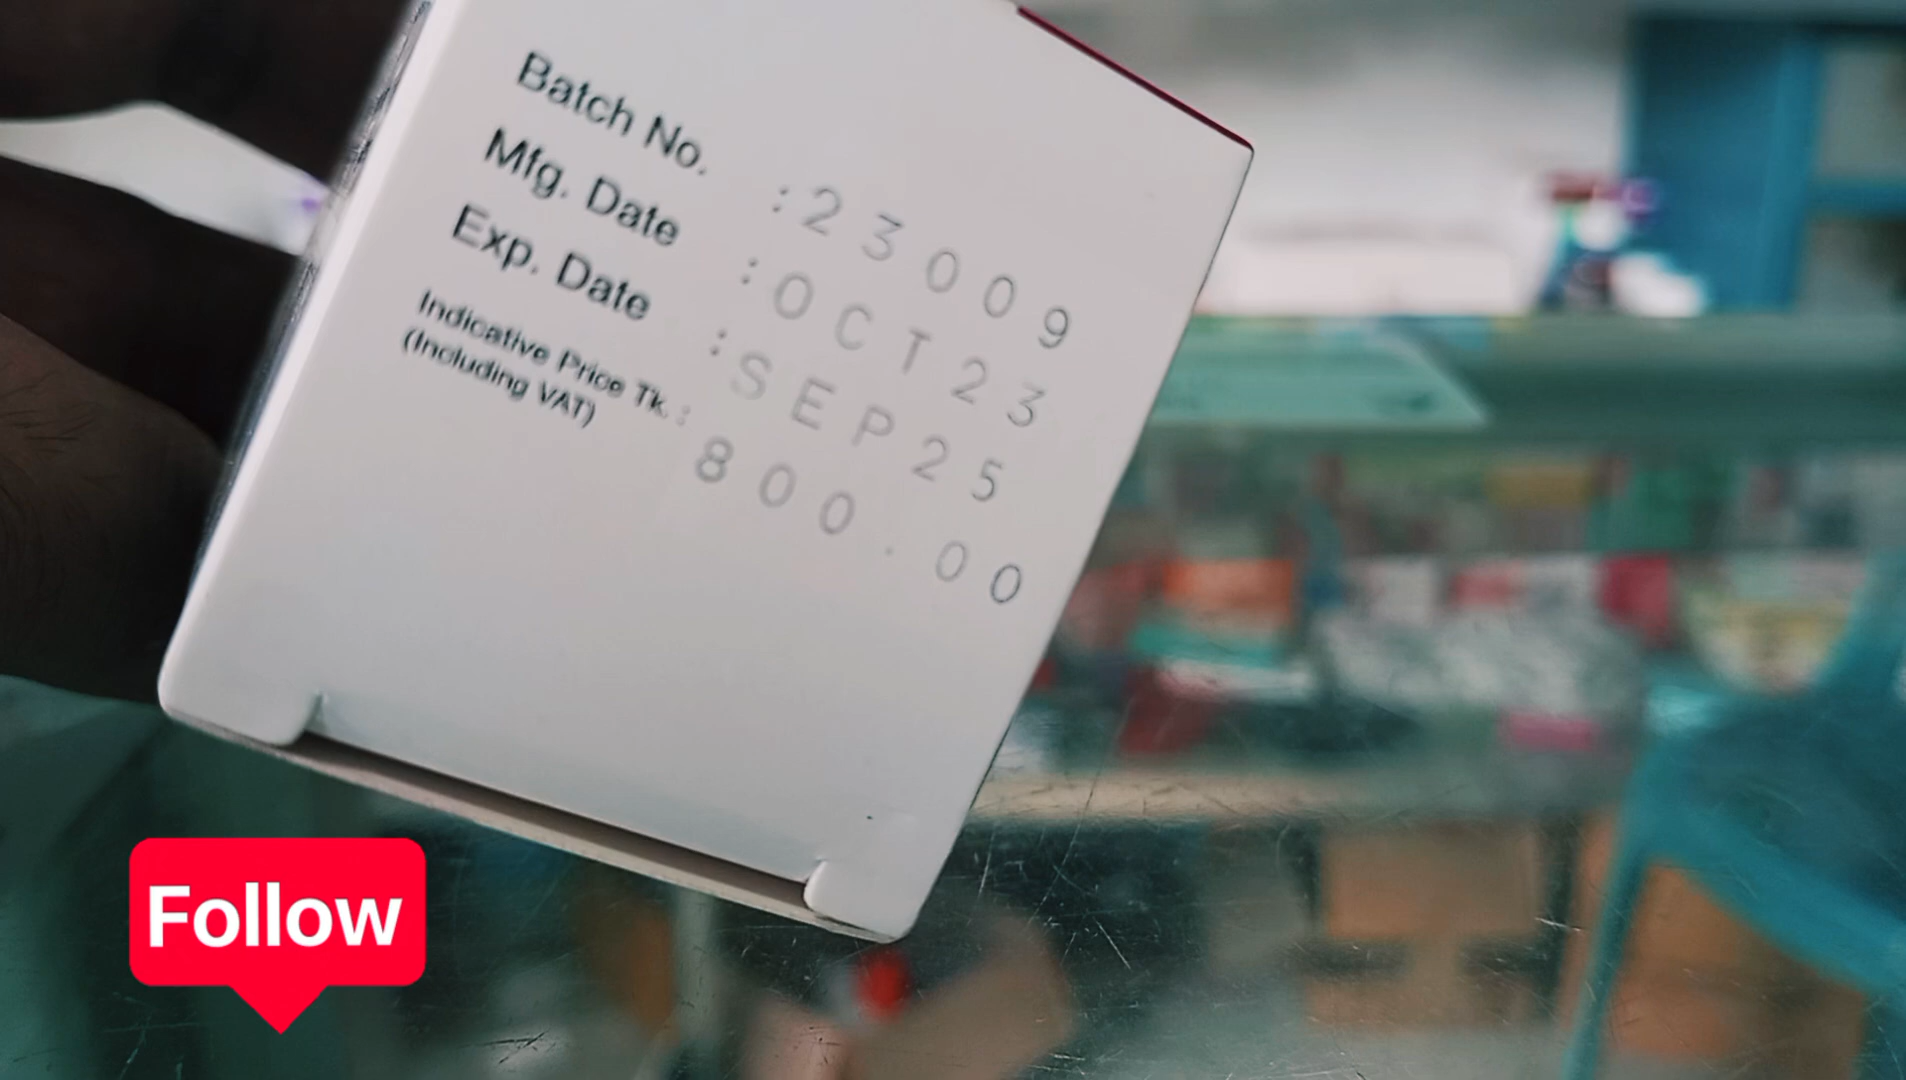 Batch No. : 23009
Mfg. Date : OCT23
Exp. Date : SEP25
Indicative Price Tk. : 800.00
(Including VAT)
Follow